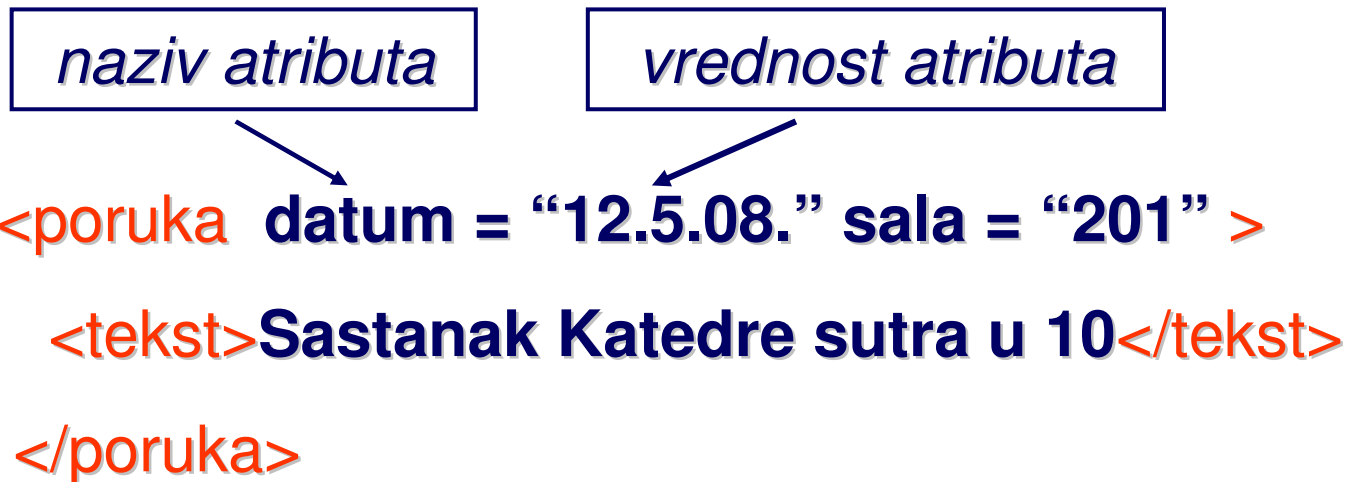 naziv atributa vrednost atributa
<poruka datum = “12.5.08.” sala = “201” >
<tekst>Sastanak Katedre sutra u 10</tekst>
</poruka>